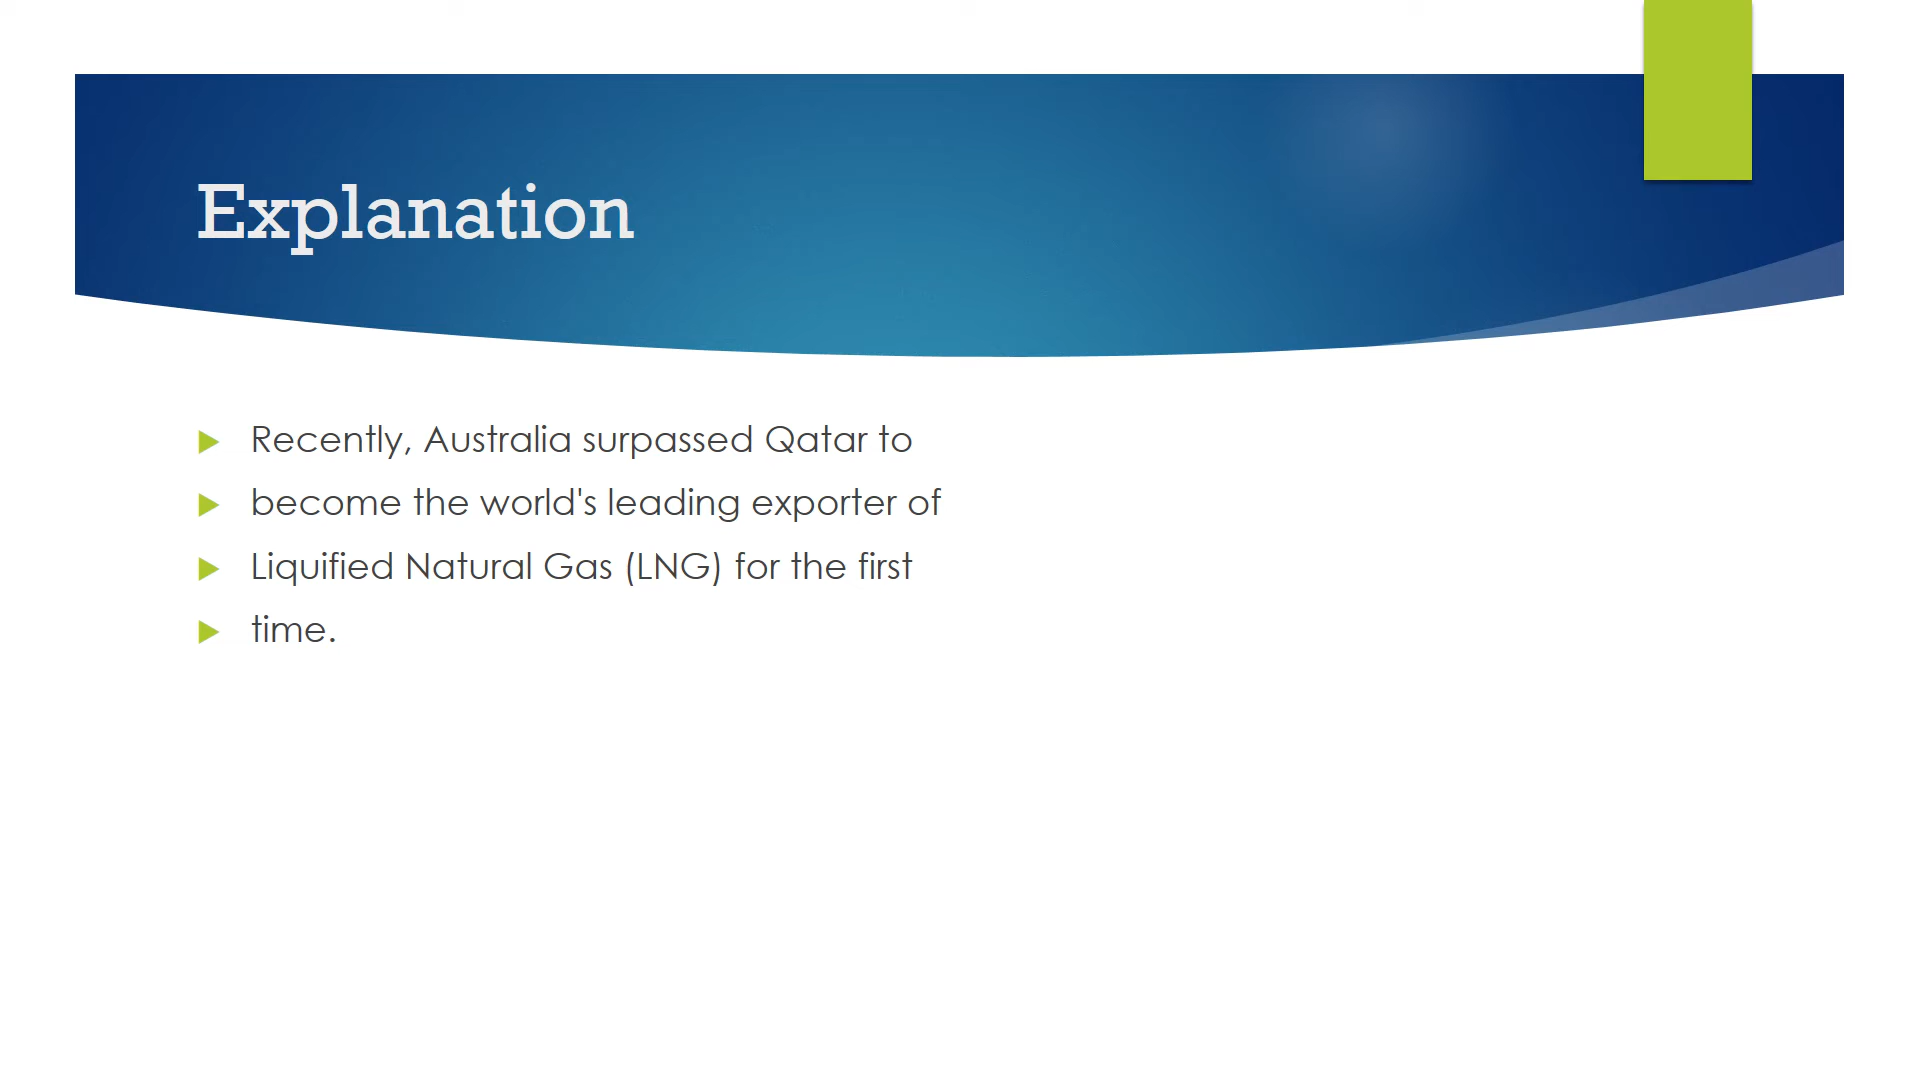 Explanation
Recently, Australia surpassed Qatar to
become the world's leading exporter of
Liquified Natural Gas (LNG) for the first
time.